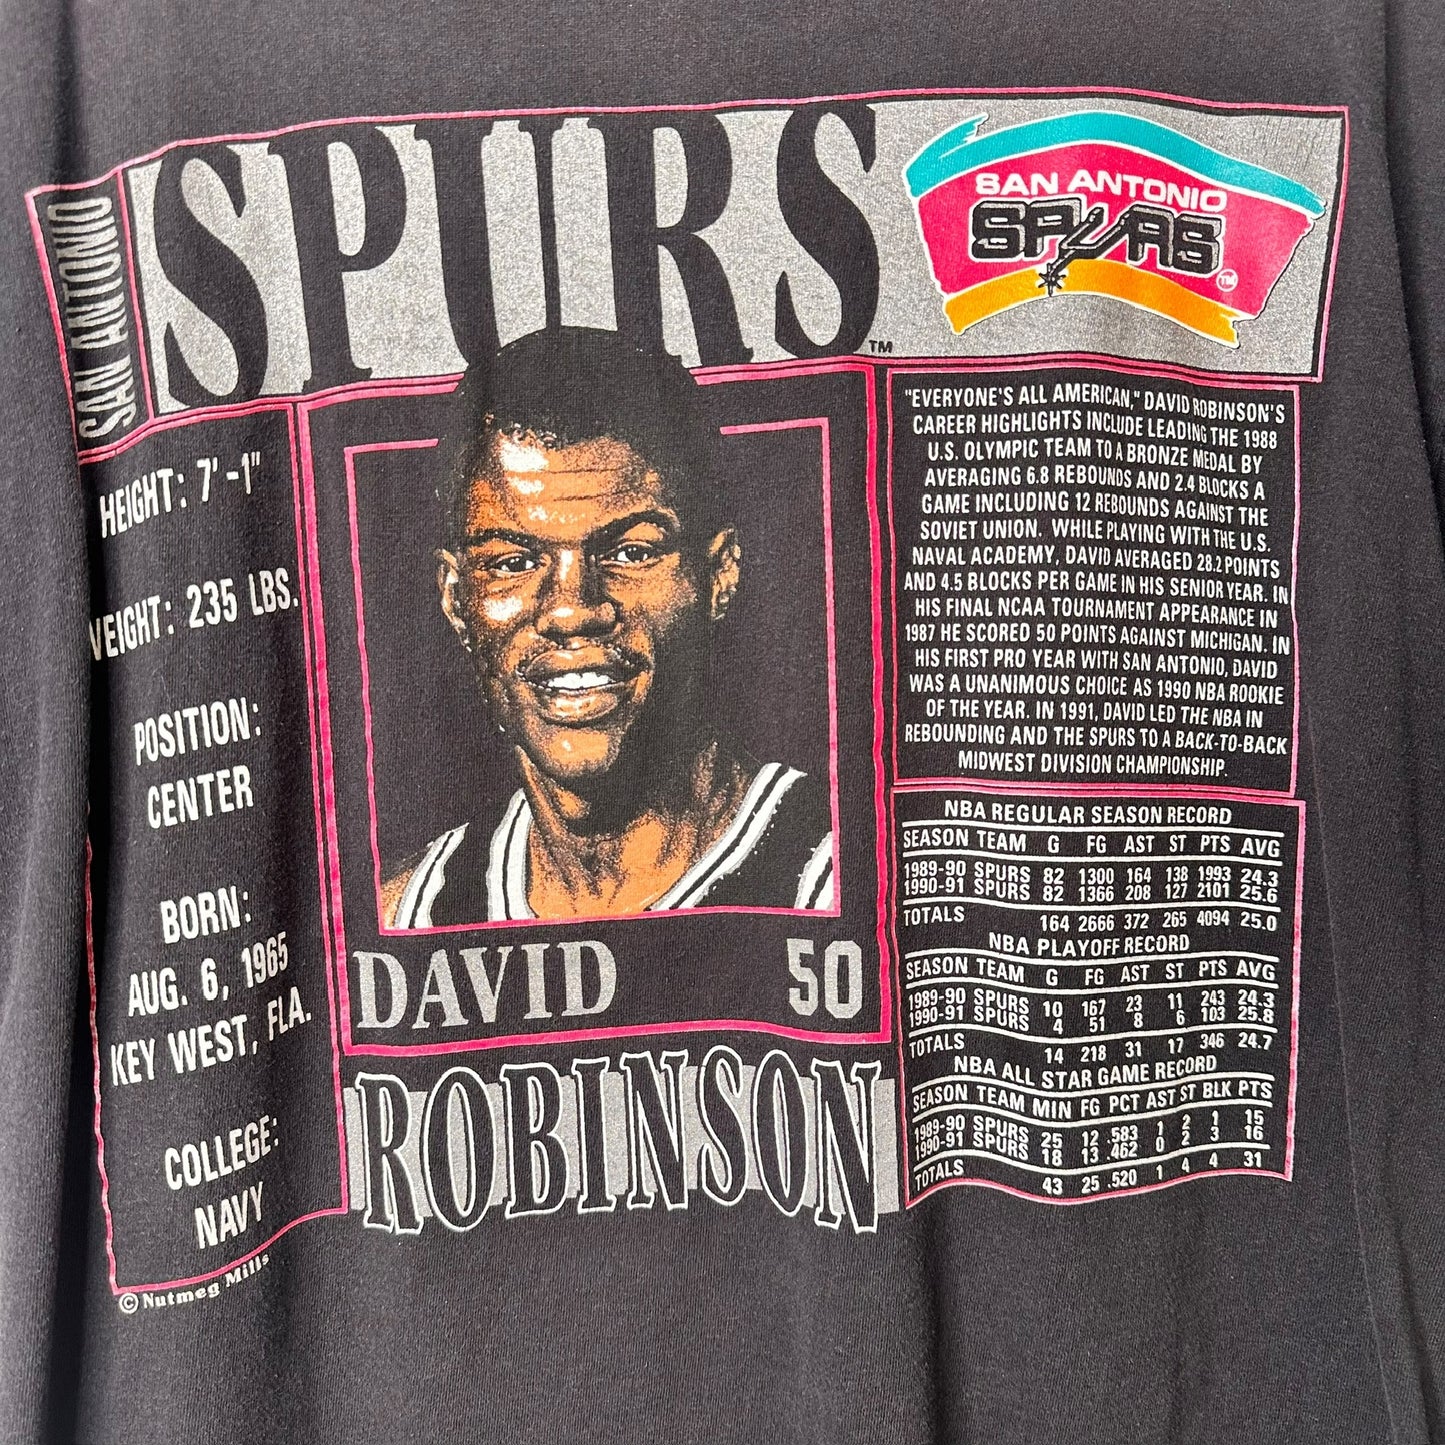 SAN ANTONIO
SPURS
TM
SAN ANTONIO
SPURS
TM
HEIGHT: 7'-1"
WEIGHT: 235 LBS.
POSITION:
CENTER
BORN:
AUG. 6, 1965
KEY WEST, FLA.
COLLEGE:
NAVY
© Nutmeg Mills
DAVID 50
ROBINSON
"EVERYONE'S ALL AMERICAN," DAVID ROBINSON'S
CAREER HIGHLIGHTS INCLUDE LEADING THE 1988
U.S. OLYMPIC TEAM TO A BRONZE MEDAL BY
AVERAGING 6.8 REBOUNDS AND 2.4 BLOCKS A
GAME INCLUDING 12 REBOUNDS AGAINST THE
SOVIET UNION. WHILE PLAYING WITH THE U.S.
NAVAL ACADEMY, DAVID AVERAGED 28.2 POINTS
AND 4.5 BLOCKS PER GAME IN HIS SENIOR YEAR. IN
HIS FINAL NCAA TOURNAMENT APPEARANCE IN
1987 HE SCORED 50 POINTS AGAINST MICHIGAN. IN
HIS FIRST PRO YEAR WITH SAN ANTONIO, DAVID
WAS A UNANIMOUS CHOICE AS 1990 NBA ROOKIE
OF THE YEAR. IN 1991, DAVID LED THE NBA IN
REBOUNDING AND THE SPURS TO A BACK-TO-BACK
MIDWEST DIVISION CHAMPIONSHIP.
NBA REGULAR SEASON RECORD
SEASON TEAM G FG AST ST PTS AVG
1989-90 SPURS 82 1300 164 138 1993 24.3
1990-91 SPURS 82 1366 208 127 2101 25.6
TOTALS 164 2666 372 265 4094 25.0
NBA PLAYOFF RECORD
SEASON TEAM G FG AST ST PTS AVG
1989-90 SPURS 10 167 23 11 243 24.3
1990-91 SPURS 4 51 8 6 103 25.8
TOTALS 14 218 31 17 346 24.7
NBA ALL STAR GAME RECORD
SEASON TEAM MIN FG PCT AST ST BLK PTS
1989-90 SPURS 25 12 .583 1 2 1 15
1990-91 SPURS 18 13 .462 0 2 3 16
TOTALS 43 25 .520 1 4 4 31